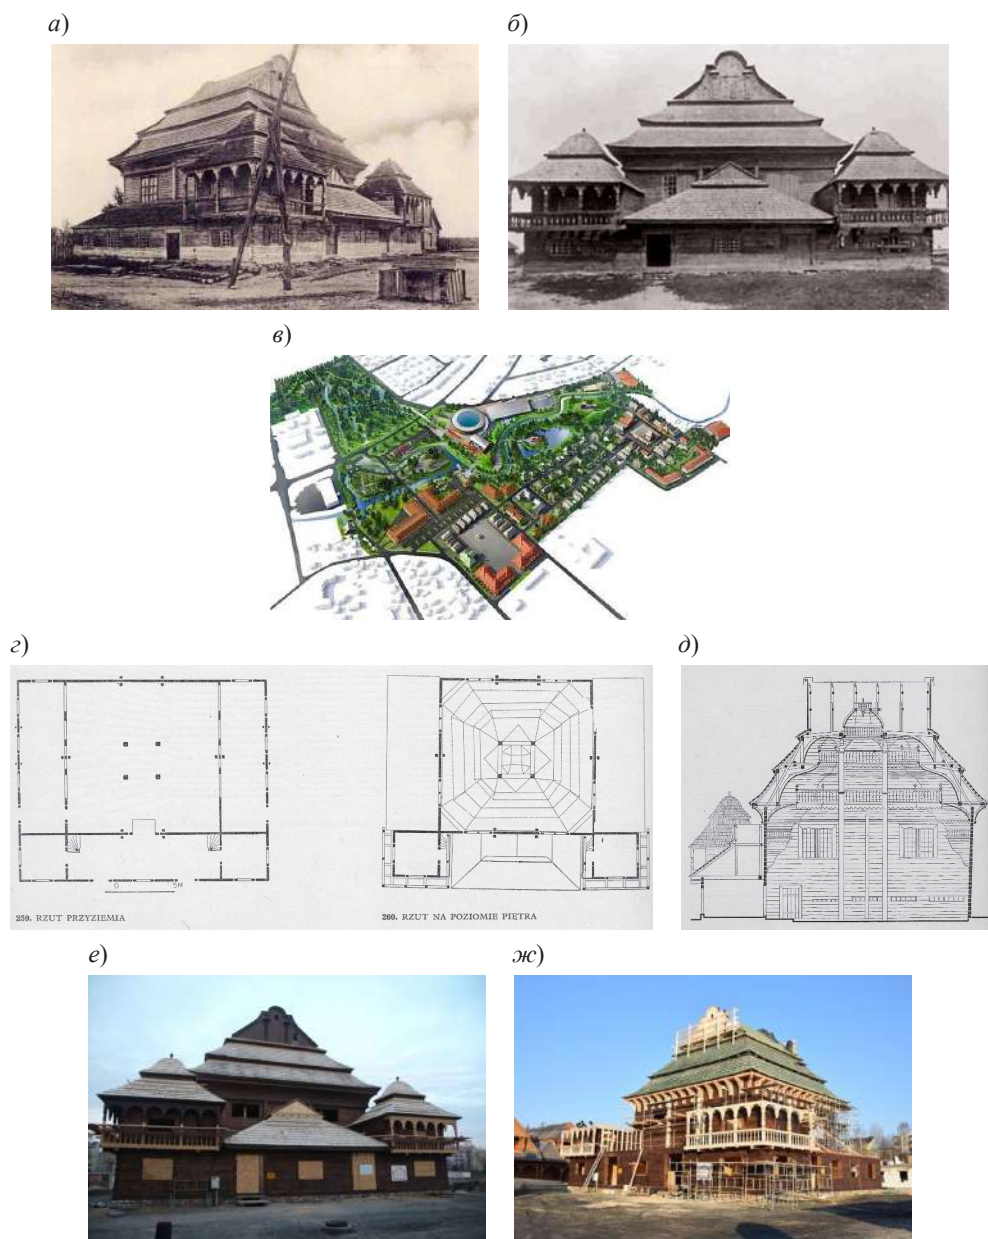 а)
б)
в)
г)
д)
0 5M
259. RZUT PRZYZIEMIA
260. RZUT NA POZIOMIE PIĘTRA
е)
ж)